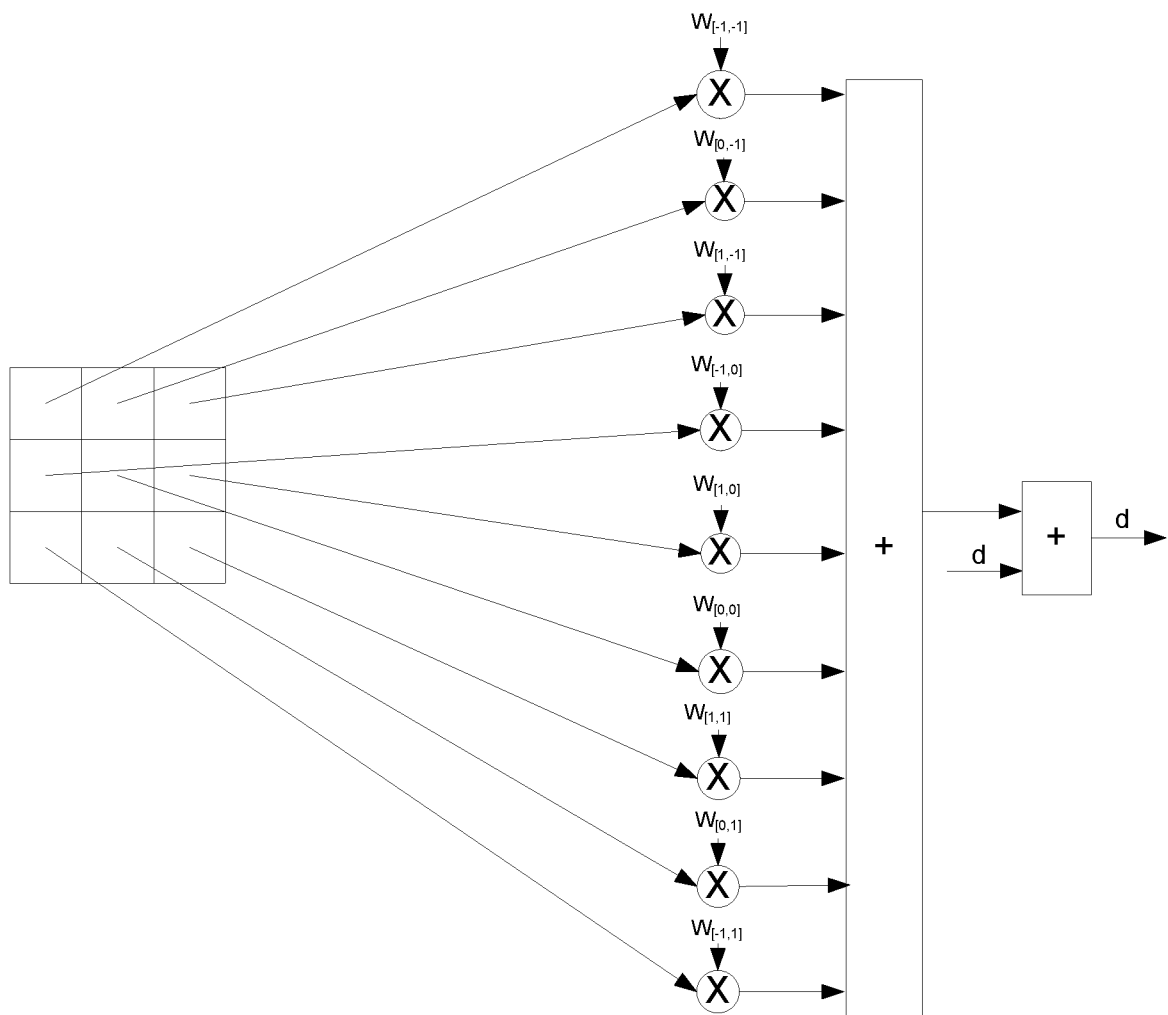 W[-1,-1]
X
W[0,-1]
X
W[1,-1]
X
W[-1,0]
X
W[1,0]
X
+
+
d
d
W[0,0]
X
W[1,1]
X
W[0,1]
X
W[-1,1]
X